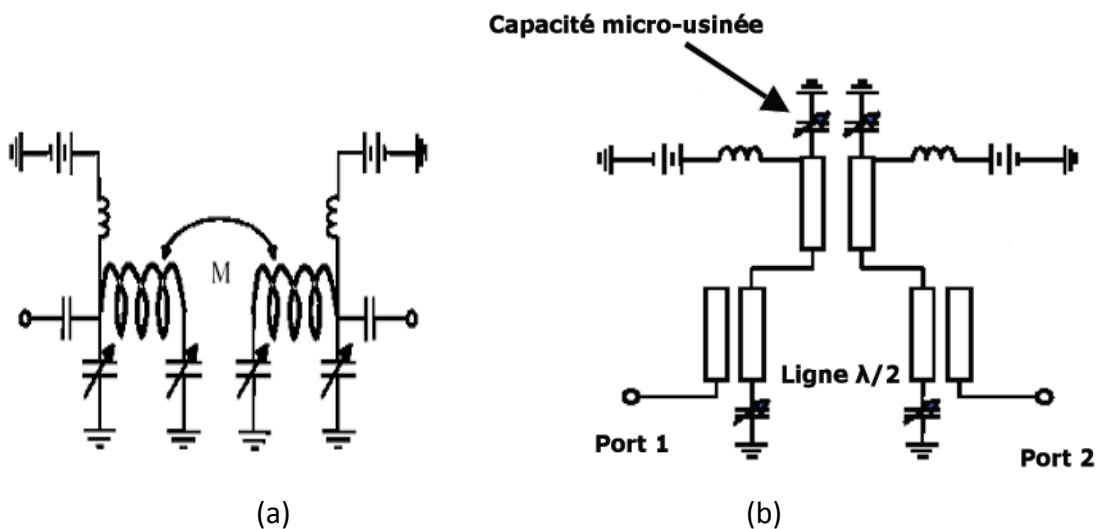 Capacité micro-usinée
M
Ligne λ/2
Port 1
Port 2
(a)
(b)